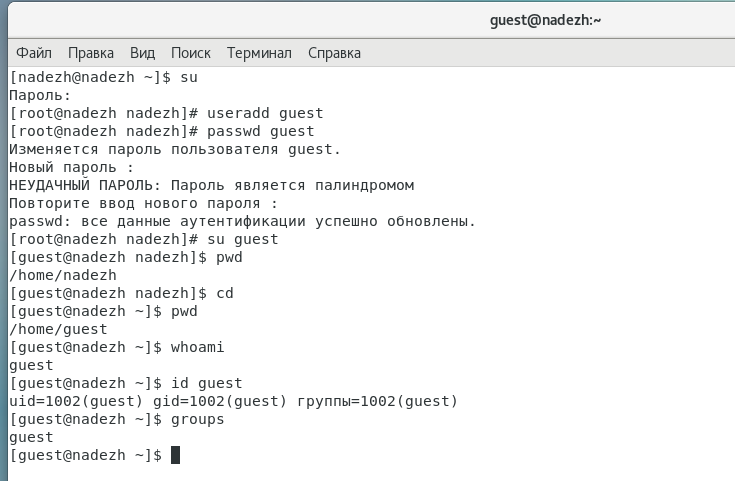 guest@nadezh:~
Файл Правка Вид Поиск Терминал Справка
[nadezh@nadezh ~]$ su
Пароль:
[root@nadezh nadezh]# useradd guest
[root@nadezh nadezh]# passwd guest
Изменяется пароль пользователя guest.
Новый пароль :
НЕУДАЧНЫЙ ПАРОЛЬ: Пароль является палиндромом
Повторите ввод нового пароля :
passwd: все данные аутентификации успешно обновлены.
[root@nadezh nadezh]# su guest
[guest@nadezh nadezh]$ pwd
/home/nadezh
[guest@nadezh nadezh]$ cd
[guest@nadezh ~]$ pwd
/home/guest
[guest@nadezh ~]$ whoami
guest
[guest@nadezh ~]$ id guest
uid=1002(guest) gid=1002(guest) группы=1002(guest)
[guest@nadezh ~]$ groups
guest
[guest@nadezh ~]$